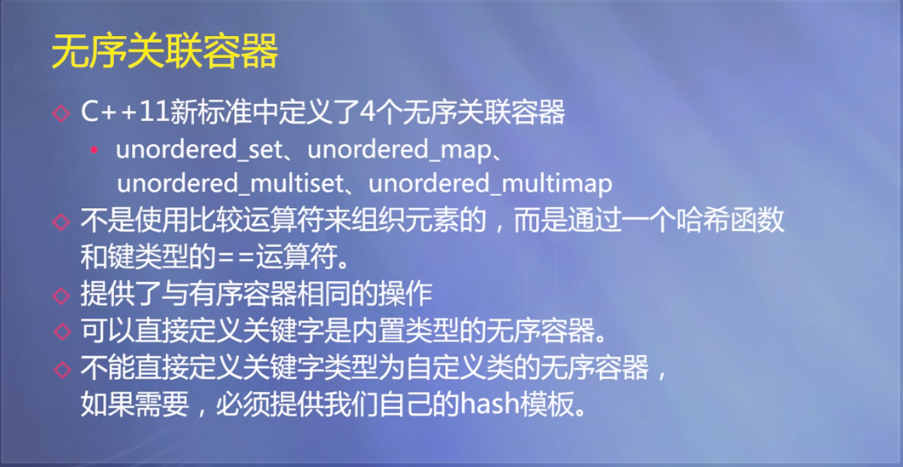 无序关联容器
C++11新标准中定义了4个无序关联容器
unordered_set、unordered_map、
unordered_multiset、unordered_multimap
不是使用比较运算符来组织元素的，而是通过一个哈希函数
和键类型的==运算符。
提供了与有序容器相同的操作
可以直接定义关键字是内置类型的无序容器。
不能直接定义关键字类型为自定义类的无序容器，
如果需要，必须提供我们自己的hash模板。